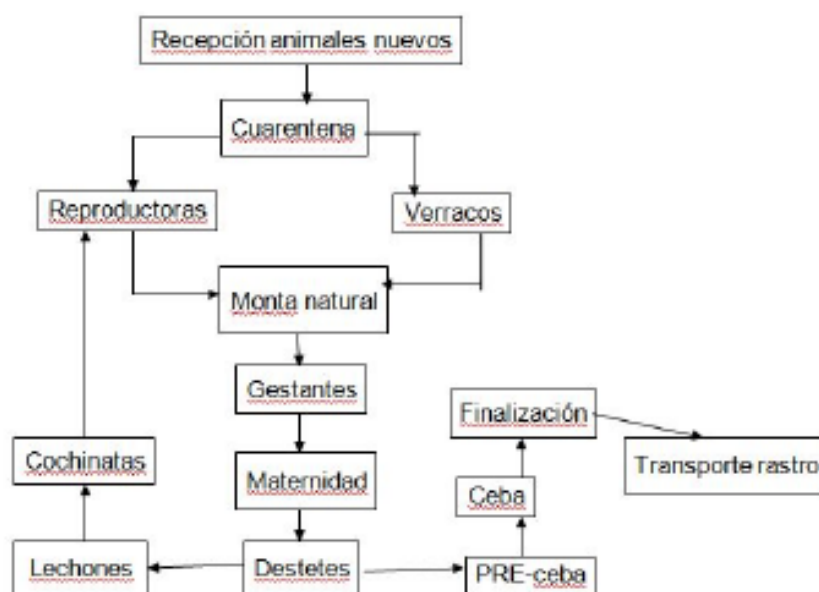 Recepción animales nuevos
Cuarentena
Reproductoras
Verracos
Monta natural
Gestantes
Finalización
Cochinatas
Transporte rastro
Maternidad
Ceba
Lechones
Destetes
PRE-ceba